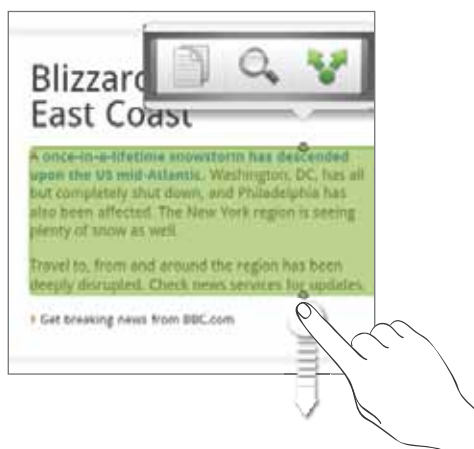 Blizzard
East Coast
A once-in-a-lifetime snowstorm has descended
upon the US mid-Atlantic. Washington, DC, has all
but completely shut down, and Philadelphia has
also been affected. The New York region is seeing
plenty of snow as well.
Travel to, from and around the region has been
deeply disrupted. Check news services for updates.
Get breaking news from BBC.com